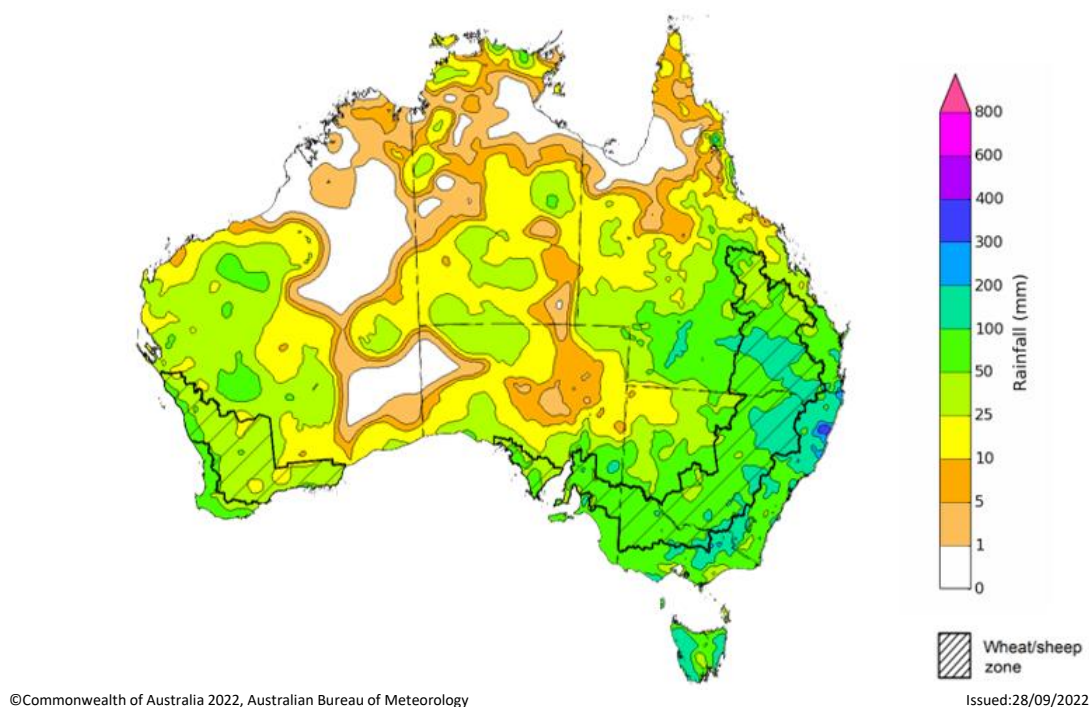 800
600
400
300
200
100
50
25
10
5
1
0
Rainfall (mm)
Wheat/sheep
zone
©Commonwealth of Australia 2022, Australian Bureau of Meteorology
Issued:28/09/2022